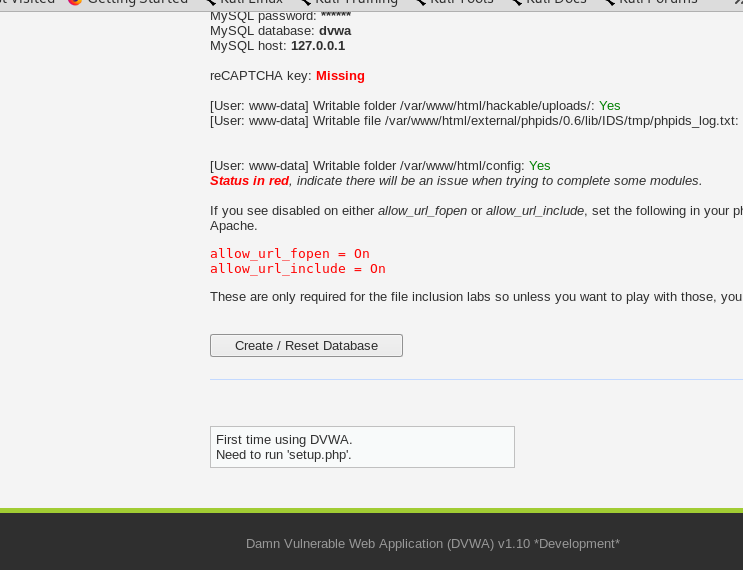 st Visited Getting Started Kali Linux Kali Training Kali Tools Kali Docs Kali Forums
MySQL password: ******
MySQL database: dvwa
MySQL host: 127.0.0.1
reCAPTCHA key: Missing
[User: www-data] Writable folder /var/www/html/hackable/uploads/: Yes
[User: www-data] Writable file /var/www/html/external/phpids/0.6/lib/IDS/tmp/phpids_log.txt:
[User: www-data] Writable folder /var/www/html/config: Yes
Status in red, indicate there will be an issue when trying to complete some modules.
If you see disabled on either allow_url_fopen or allow_url_include, set the following in your ph
Apache.
allow_url_fopen = On
allow_url_include = On
These are only required for the file inclusion labs so unless you want to play with those, you
Create / Reset Database
First time using DVWA.
Need to run 'setup.php'.
Damn Vulnerable Web Application (DVWA) v1.10 *Development*